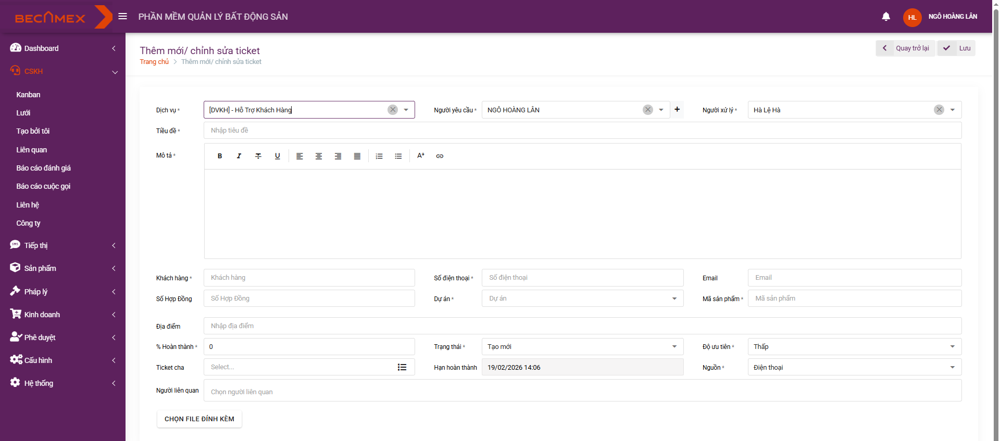 BECAMEX
PHẦN MỀM QUẢN LÝ BẤT ĐỘNG SẢN
HL
NGÔ HOÀNG LÂN
Dashboard
CSKH
Kanban
Lưới
Tạo bởi tôi
Liên quan
Báo cáo đánh giá
Báo cáo cuộc gọi
Liên hệ
Công ty
SMS
Tiếp thị
Sản phẩm
Pháp lý
Kinh doanh
Phê duyệt
Cấu hình
Hệ thống
Thêm mới/ chỉnh sửa ticket
Trang chủ > Thêm mới/ chỉnh sửa ticket
Quay trở lại
Lưu
Dịch vụ * [DVKH] - Hỗ Trợ Khách Hàng
Người yêu cầu * NGÔ HOÀNG LÂN +
Người xử lý * Hà Lệ Hà
Tiều đề * Nhập tiêu đề
Mô tả *
B I T U
Khách hàng * Khách hàng
Số điện thoại * Số điện thoại
Email Email
Số Hợp Đồng Số Hợp Đồng
Dự án * Dự án
Mã sản phẩm * Mã sản phẩm
Địa điểm Nhập địa điểm
% Hoàn thành * 0
Trạng thái * Tạo mới
Độ ưu tiên * Thấp
Ticket cha Select...
Hạn hoàn thành 19/02/2026 14:06
Nguồn * Điện thoại
Người liên quan Chọn người liên quan
CHỌN FILE ĐÍNH KÈM